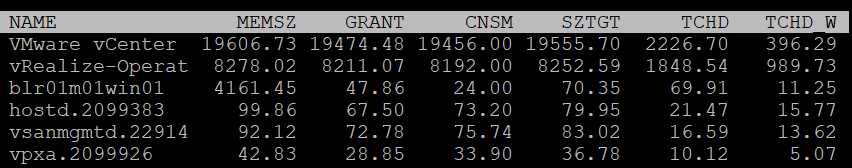 NAME MEMSZ GRANT CNSM SZTGT TCHD TCHD_W
VMware vCenter 19606.73 19474.48 19456.00 19555.70 2226.70 396.29
vRealize-Operat 8278.02 8211.07 8192.00 8252.59 1848.54 989.73
blr01m01win01 4161.45 47.86 24.00 70.35 69.91 11.25
hostd.2099383 99.86 67.50 73.20 79.95 21.47 15.77
vsanmgmtd.22914 92.12 72.78 75.74 83.02 16.59 13.62
vpxa.2099926 42.83 28.85 33.90 36.78 10.12 5.07